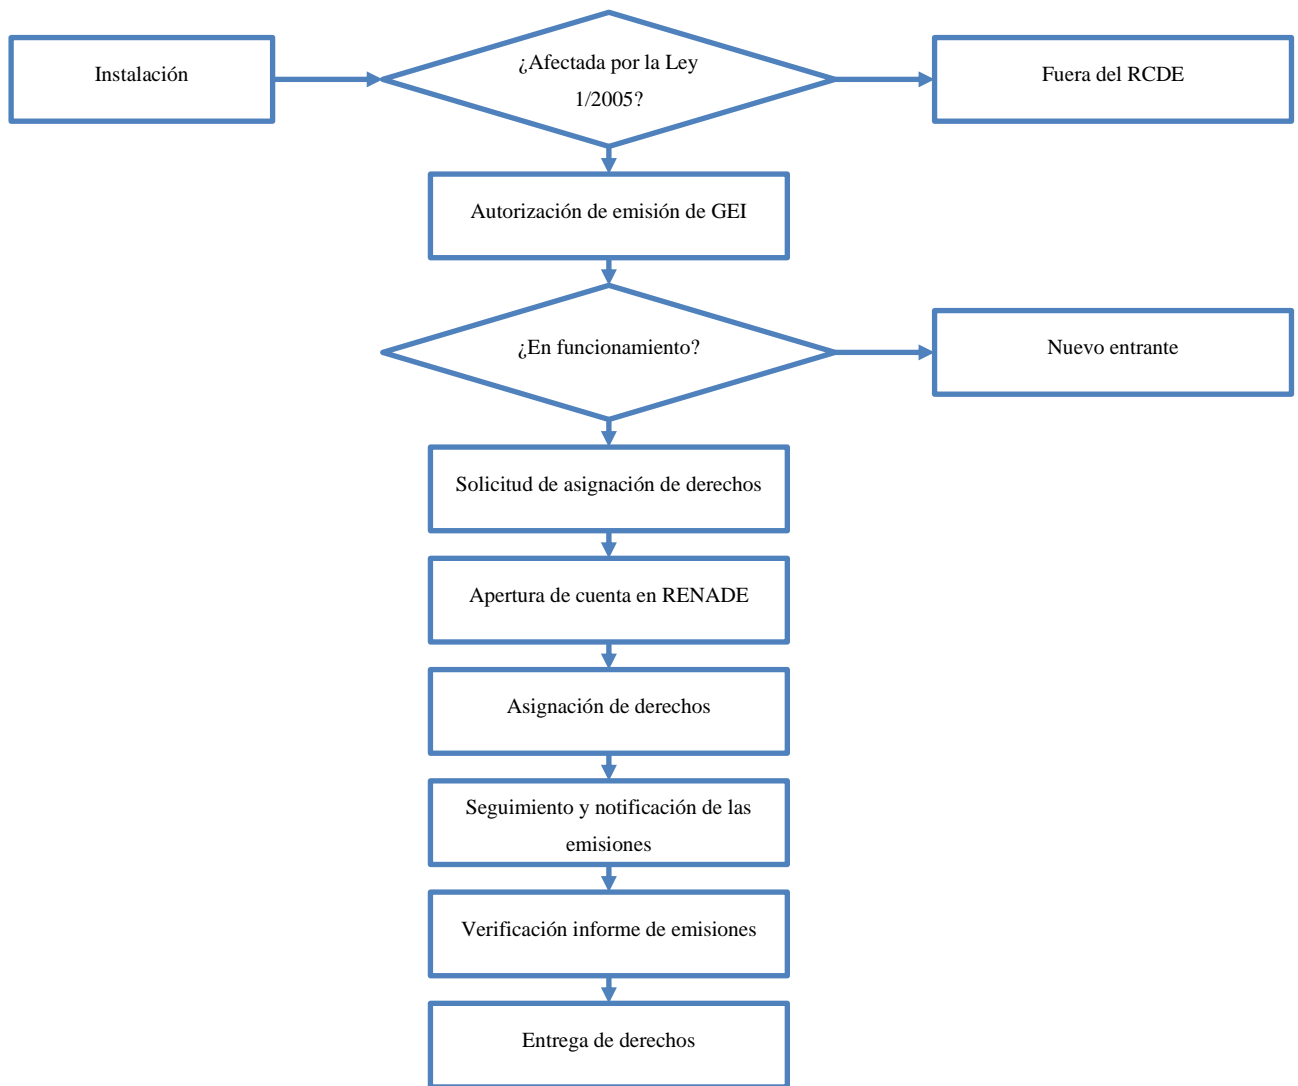 Instalación
¿Afectada por la Ley
1/2005?
Fuera del RCDE
Autorización de emisión de GEI
¿En funcionamiento?
Nuevo entrante
Solicitud de asignación de derechos
Apertura de cuenta en RENADE
Asignación de derechos
Seguimiento y notificación de las
emisiones
Verificación informe de emisiones
Entrega de derechos